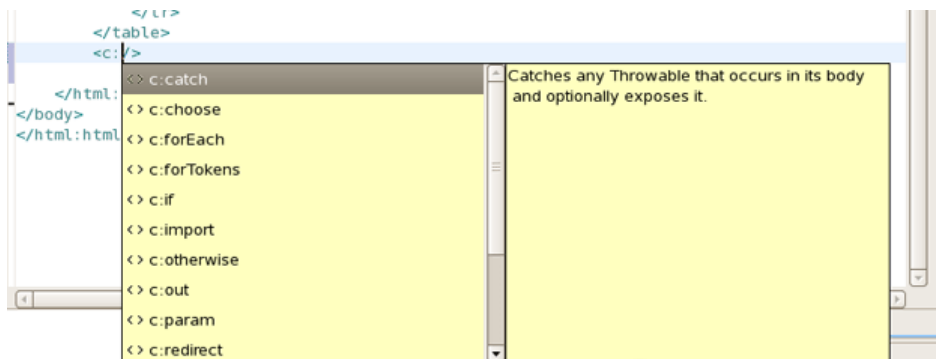 </tr>
</table>
<c:/>
</html:
</body>
</html:html
<> c:catch
<> c:choose
<> c:forEach
<> c:forTokens
<> c:if
<> c:import
<> c:otherwise
<> c:out
<> c:param
<> c:redirect
Catches any Throwable that occurs in its body
and optionally exposes it.